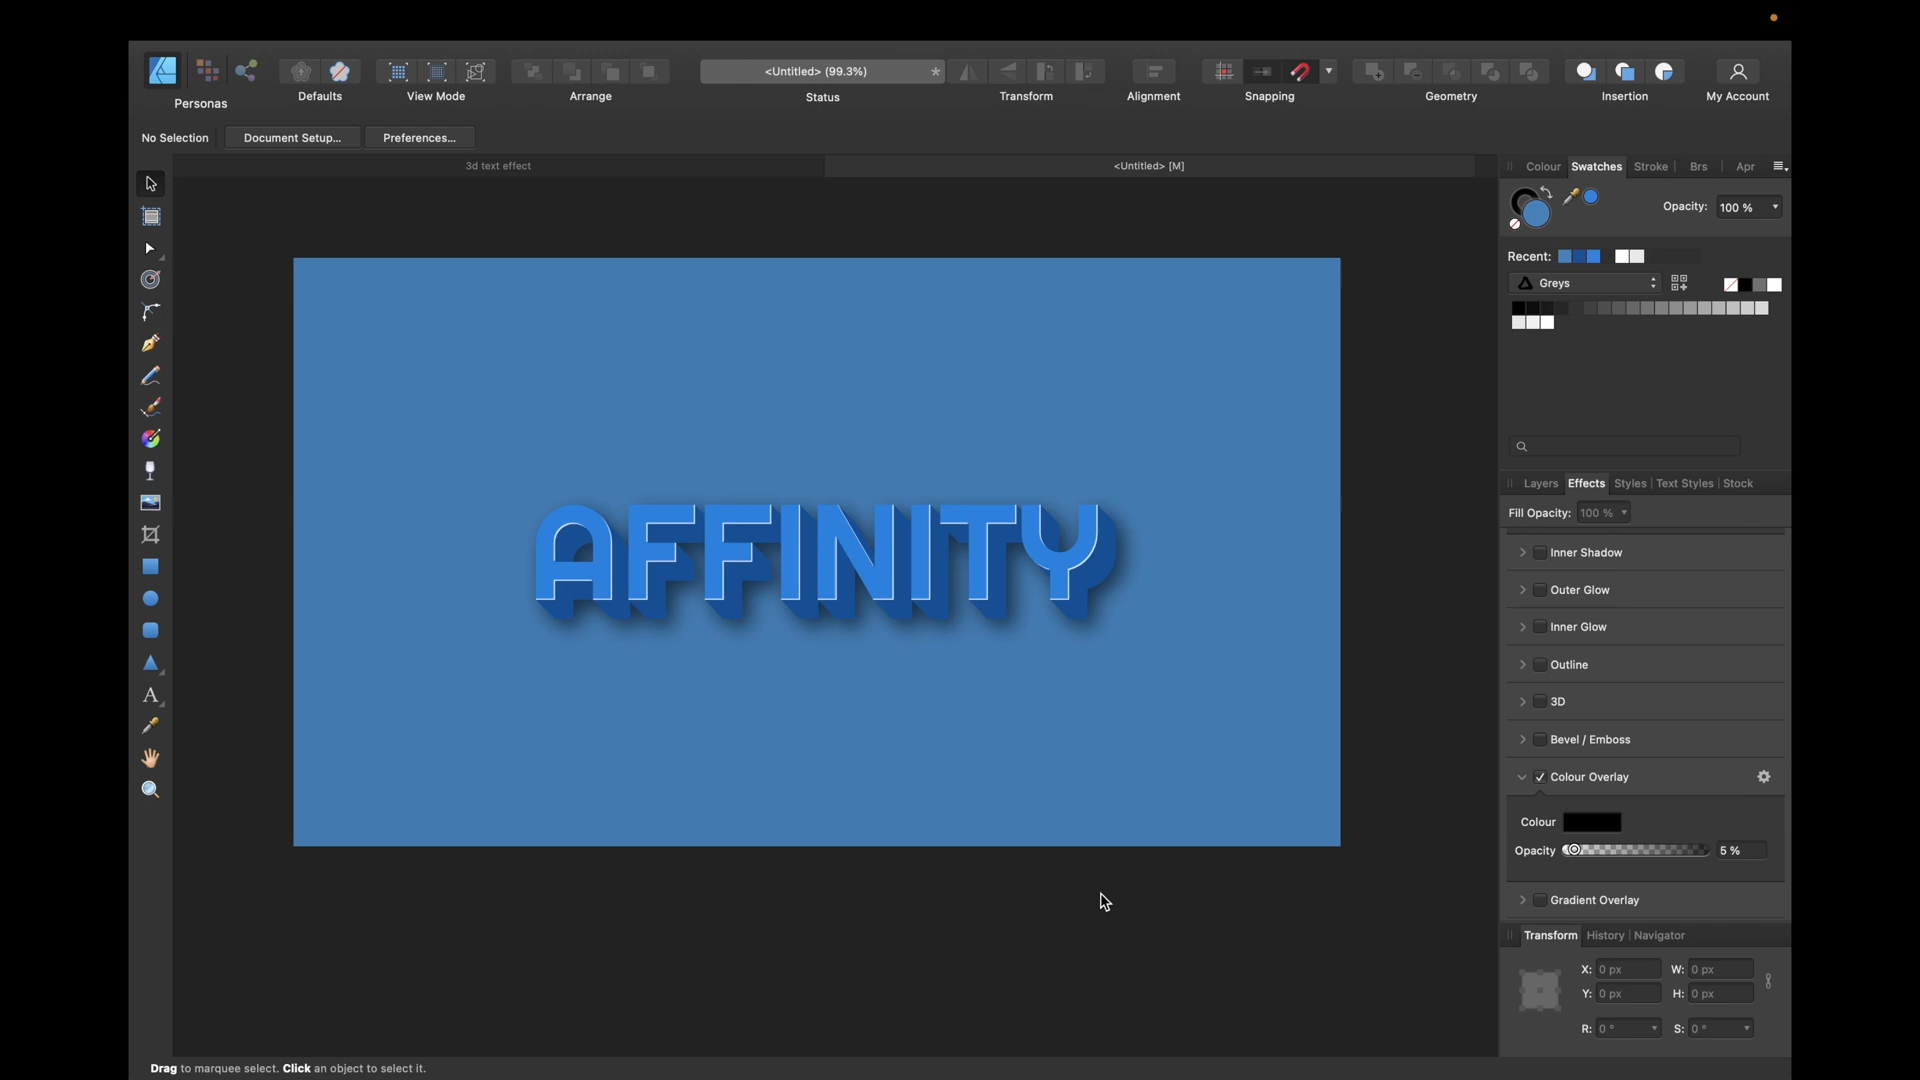 <Untitled> (99.3%)
*
Personas
Defaults
View Mode
Arrange
Status
Transform
Alignment
Snapping
Geometry
Insertion
My Account
No Selection
Document Setup...
Preferences...
3d text effect
<Untitled> [M]
Colour
Swatches
Stroke
Brs
Apr
Opacity:
100 %
Recent:
Greys
AFFINITY
Layers
Effects
Styles
Text Styles
Stock
Fill Opacity:
100 %
Inner Shadow
Outer Glow
Inner Glow
Outline
3D
Bevel / Emboss
Colour Overlay
Colour
Opacity
5 %
Gradient Overlay
Transform
History
Navigator
X:
0 px
W:
0 px
Y:
0 px
H:
0 px
R:
0 °
S:
0 °
A
Drag to marquee select. Click an object to select it.